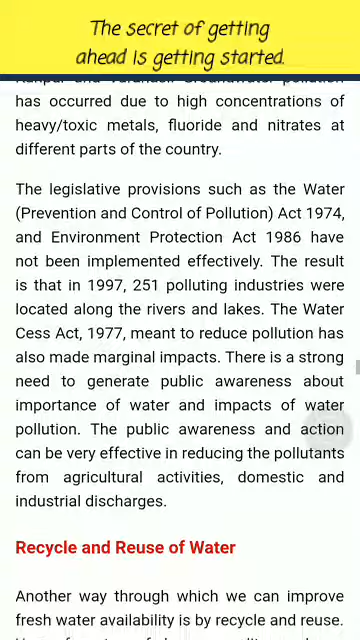 The secret of getting
ahead is getting started.
Kanpur and Varanasi. Groundwater pollution
has occurred due to high concentrations of
heavy/toxic metals, fluoride and nitrates at
different parts of the country.
The legislative provisions such as the Water
(Prevention and Control of Pollution) Act 1974,
and Environment Protection Act 1986 have
not been implemented effectively. The result
is that in 1997, 251 polluting industries were
located along the rivers and lakes. The Water
Cess Act, 1977, meant to reduce pollution has
also made marginal impacts. There is a strong
need to generate public awareness about
importance of water and impacts of water
pollution. The public awareness and action
can be very effective in reducing the pollutants
from agricultural activities, domestic and
industrial discharges.
Recycle and Reuse of Water
Another way through which we can improve
fresh water availability is by recycle and reuse.